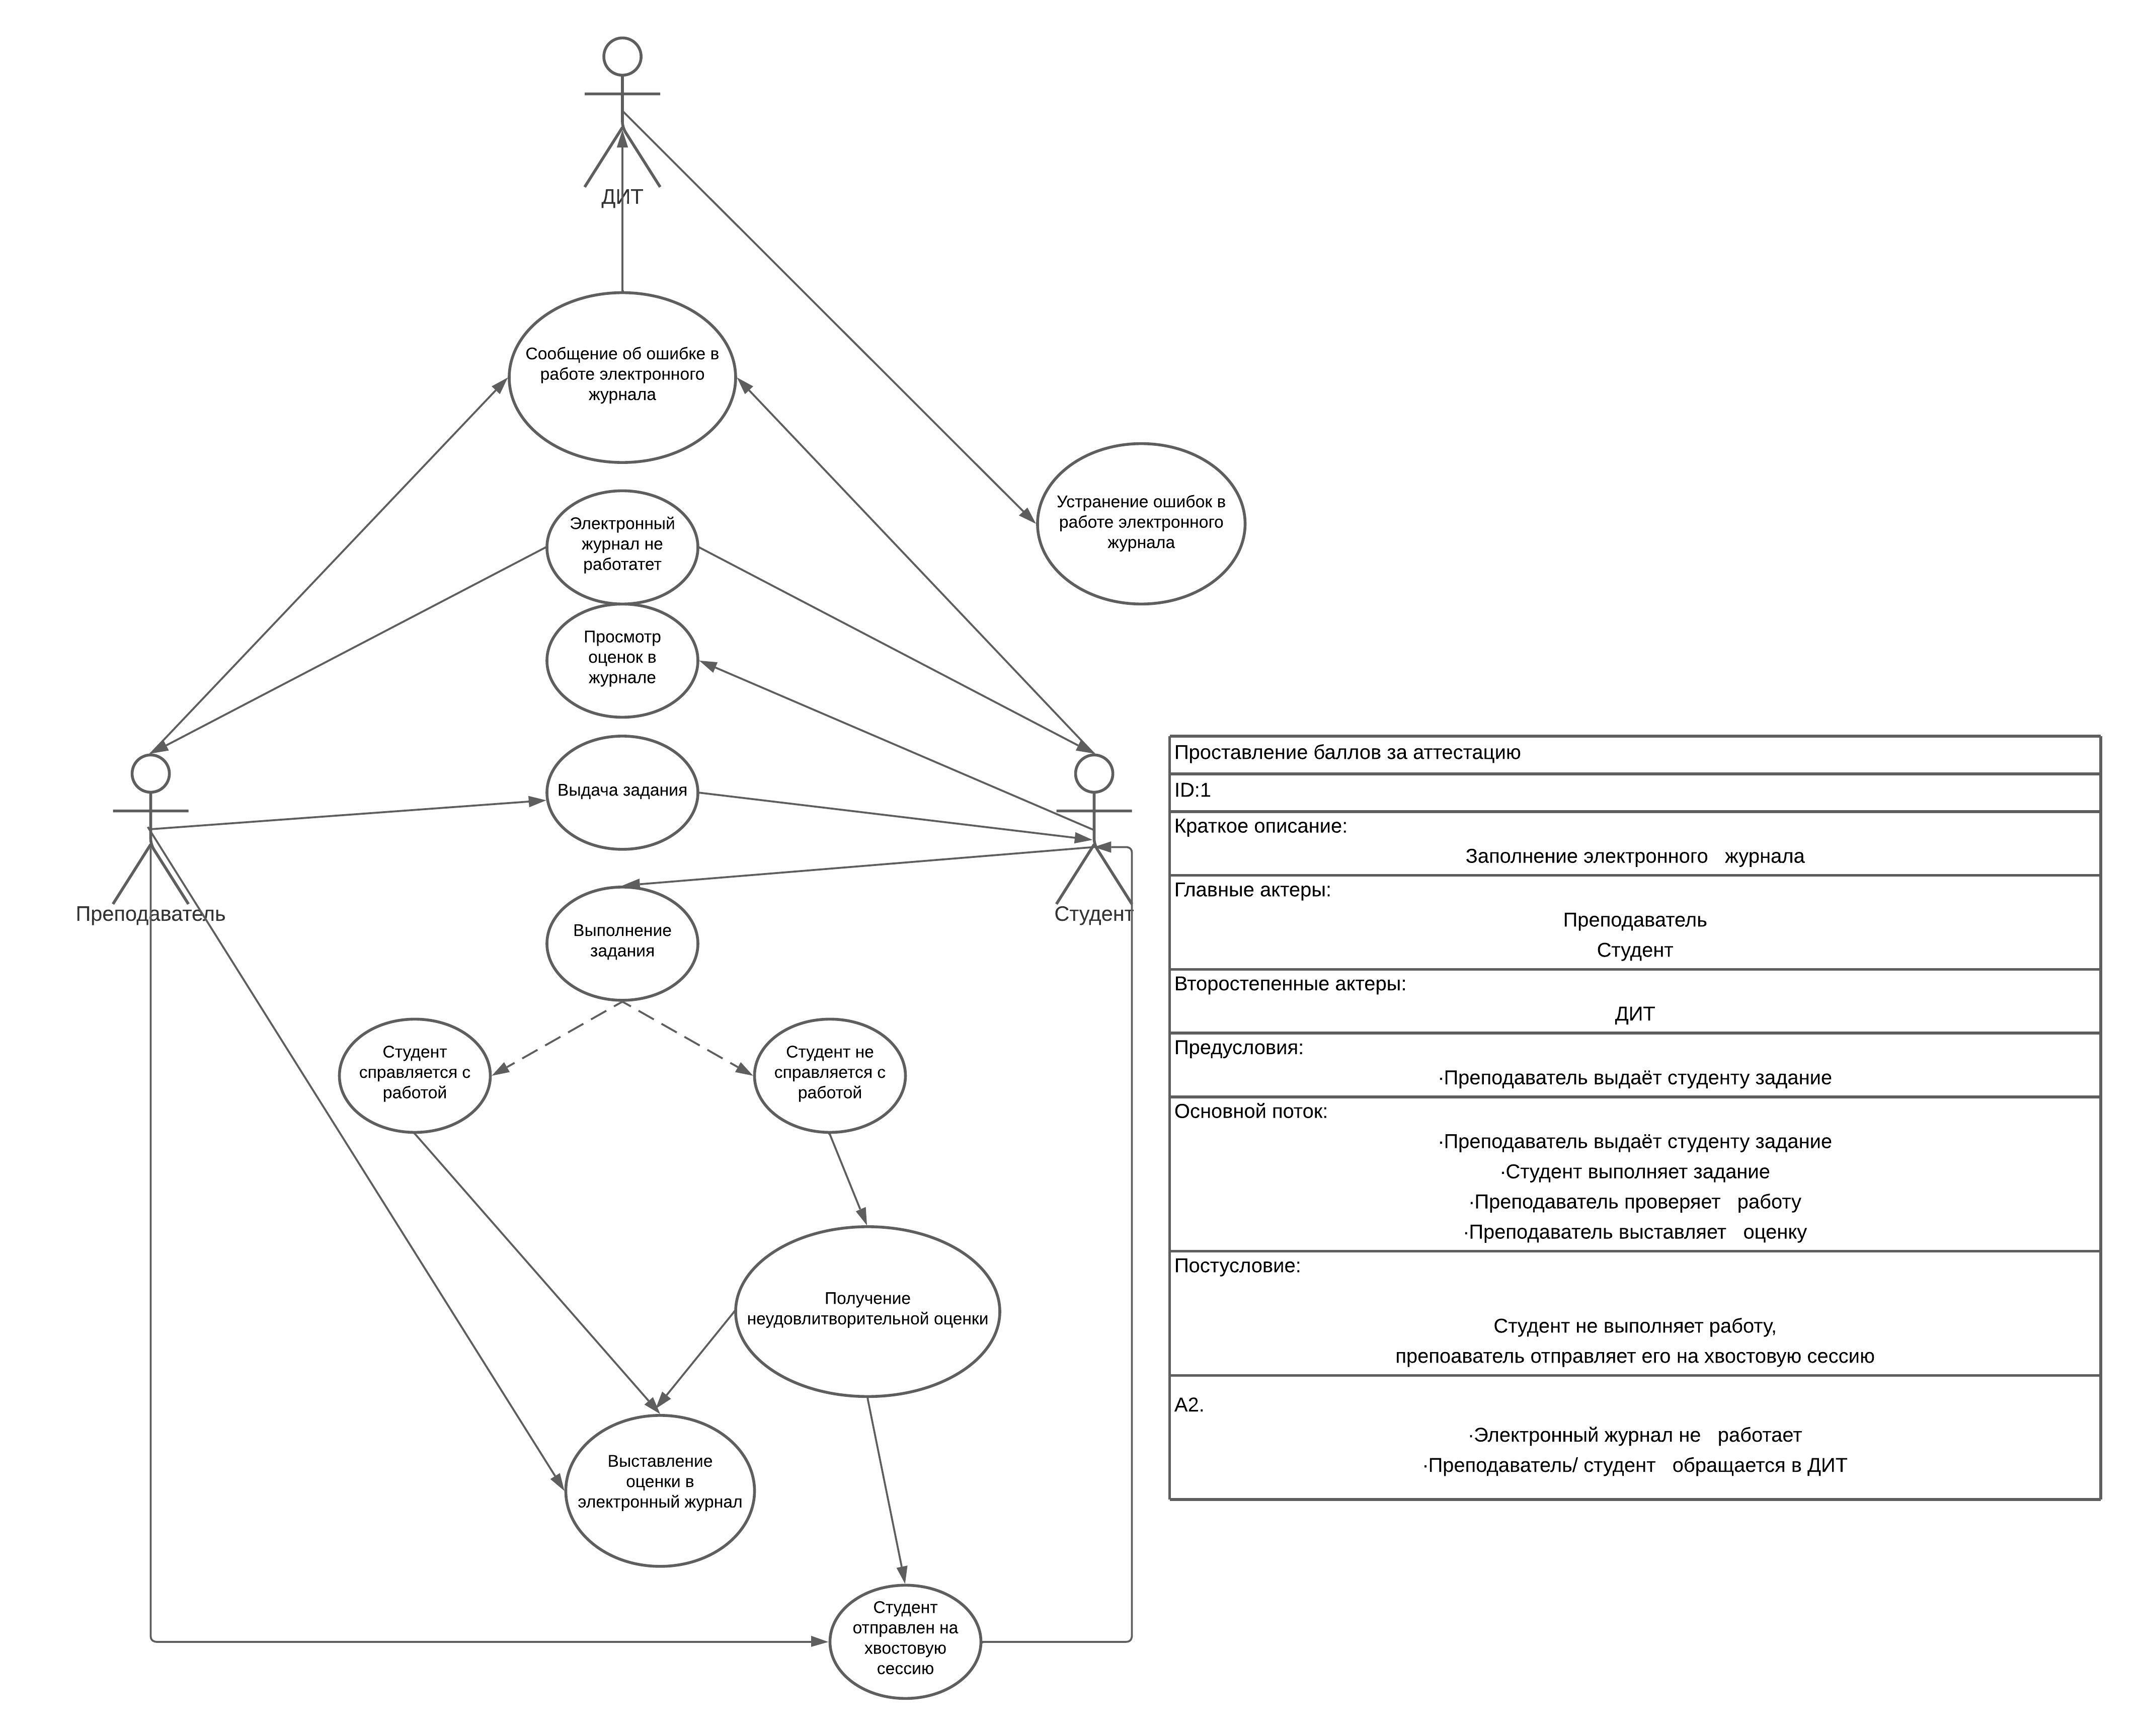 ДИТ
Сообщение об ошибке в
работе электронного
журнала
Устранение ошибок в
работе электронного
журнала
Электронный
журнал не
работатет
Просмотр
оценок в
журнале
Выдача задания
Преподаватель
Студент
Выполнение
задания
Студент
справляется с
работой
Студент не
справляется с
работой
Получение
неудовлитворительной оценки
Выставление
оценки в
электронный журнал
Студент
отправлен на
хвостовую
сессию
Проставление баллов за аттестацию
ID:1
Краткое описание:
Заполнение электронного журнала
Главные актеры:
Преподаватель
Студент
Второстепенные актеры:
ДИТ
Предусловия:
·Преподаватель выдаёт студенту задание
Основной поток:
·Преподаватель выдаёт студенту задание
·Студент выполняет задание
·Преподаватель проверяет работу
·Преподаватель выставляет оценку
Постусловие:
Студент не выполняет работу,
препоаватель отправляет его на хвостовую сессию
А2.
·Электронный журнал не работает
·Преподаватель/ студент обращается в ДИТ